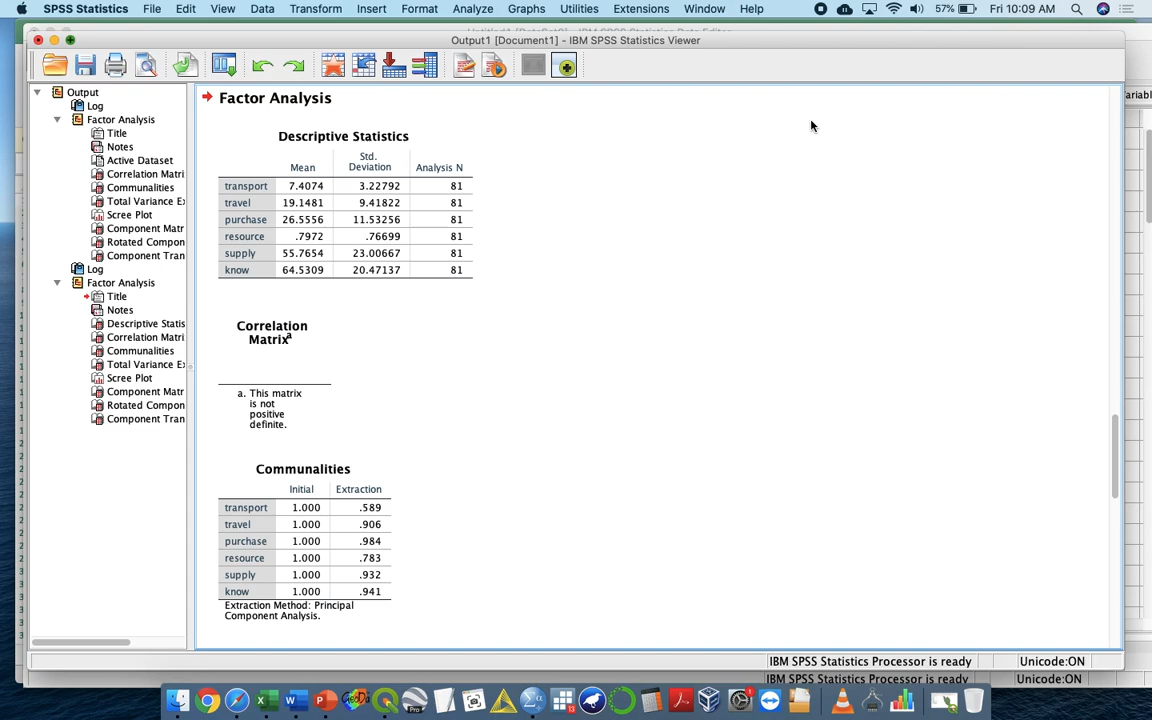 SPSS Statistics File Edit View Data Transform Insert Format Analyze Graphs Utilities Extensions Window Help 57% Fri 10:09 AM
Output1 [Document1] - IBM SPSS Statistics Viewer
ariabl
Output
Log
Factor Analysis
Title
Notes
Active Dataset
Correlation Matri
Communalities
Total Variance E
Scree Plot
Component Matr
Rotated Compon
Component Tran
Log
Factor Analysis
Title
Notes
Descriptive Statis
Correlation Matri
Communalities
Total Variance E
Scree Plot
Component Matr
Rotated Compon
Component Tran
Factor Analysis
Descriptive Statistics
Mean Std. Deviation Analysis N
transport 7.4074 3.22792 81
travel 19.1481 9.41822 81
purchase 26.5556 11.53256 81
resource .7972 .76699 81
supply 55.7654 23.00667 81
know 64.5309 20.47137 81
Correlation
Matrixa
a. This matrix
is not
positive
definite.
Communalities
Initial Extraction
transport 1.000 .589
travel 1.000 .906
purchase 1.000 .984
resource 1.000 .783
supply 1.000 .932
know 1.000 .941
Extraction Method: Principal
Component Analysis.
IBM SPSS Statistics Processor is ready Unicode:ON
IBM SPSS Statistics Processor is ready Unicode:ON